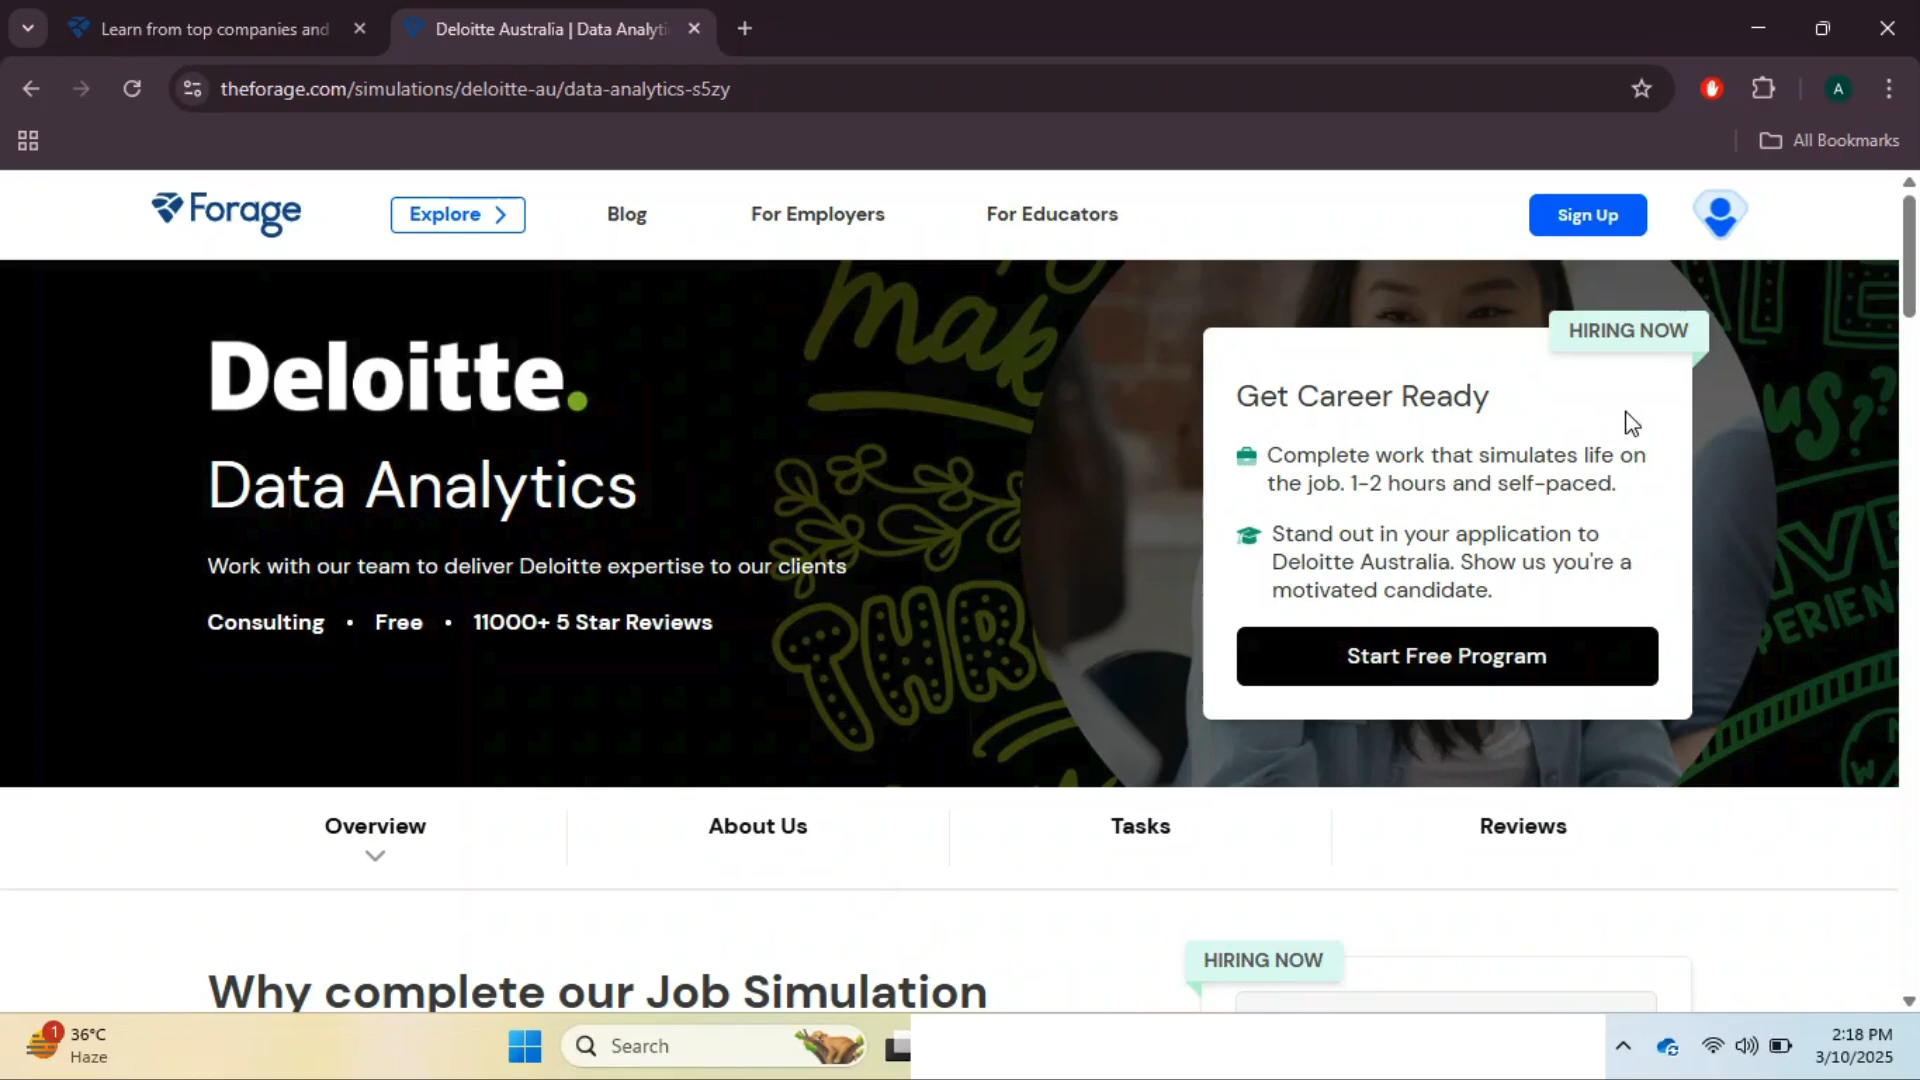 Learn from top companies and
Deloitte Australia | Data Analyti
theforage.com/simulations/deloitte-au/data-analytics-s5zy
A
All Bookmarks
Forage
Explore
Blog
For Employers
For Educators
Sign Up
make
THR
us??
HIRING NOW
Deloitte.
Get Career Ready
Data Analytics
Complete work that simulates life on
the job. 1-2 hours and self-paced.
Work with our team to deliver Deloitte expertise to our clients
Stand out in your application to
Deloitte Australia. Show us you're a
motivated candidate.
Consulting • Free • 11000+ 5 Star Reviews
Start Free Program
Overview
About Us
Tasks
Reviews
HIRING NOW
Why complete our Job Simulation
1
36°C
Haze
Search
2:18 PM
3/10/2025